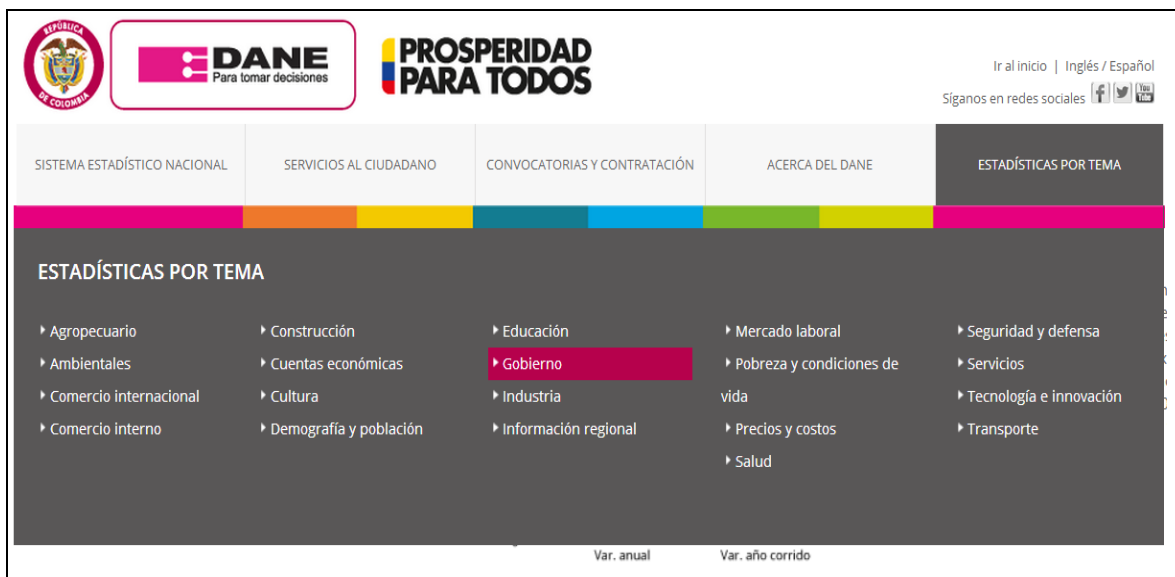 REPÚBLICA
DE COLOMBIA
DANE
Para tomar decisiones
PROSPERIDAD
PARA TODOS
Ir al inicio | Inglés / Español
Síganos en redes sociales f You Tube
SISTEMA ESTADÍSTICO NACIONAL SERVICIOS AL CIUDADANO CONVOCATORIAS Y CONTRATACIÓN ACERCA DEL DANE ESTADÍSTICAS POR TEMA
ESTADÍSTICAS POR TEMA
Agropecuario
Ambientales
Comercio internacional
Comercio interno
Construcción
Cuentas económicas
Cultura
Demografía y población
Educación
Gobierno
Industria
Información regional
Mercado laboral
Pobreza y condiciones de
vida
Precios y costos
Salud
Seguridad y defensa
Servicios
Tecnología e innovación
Transporte
Var. anual Var. año corrido